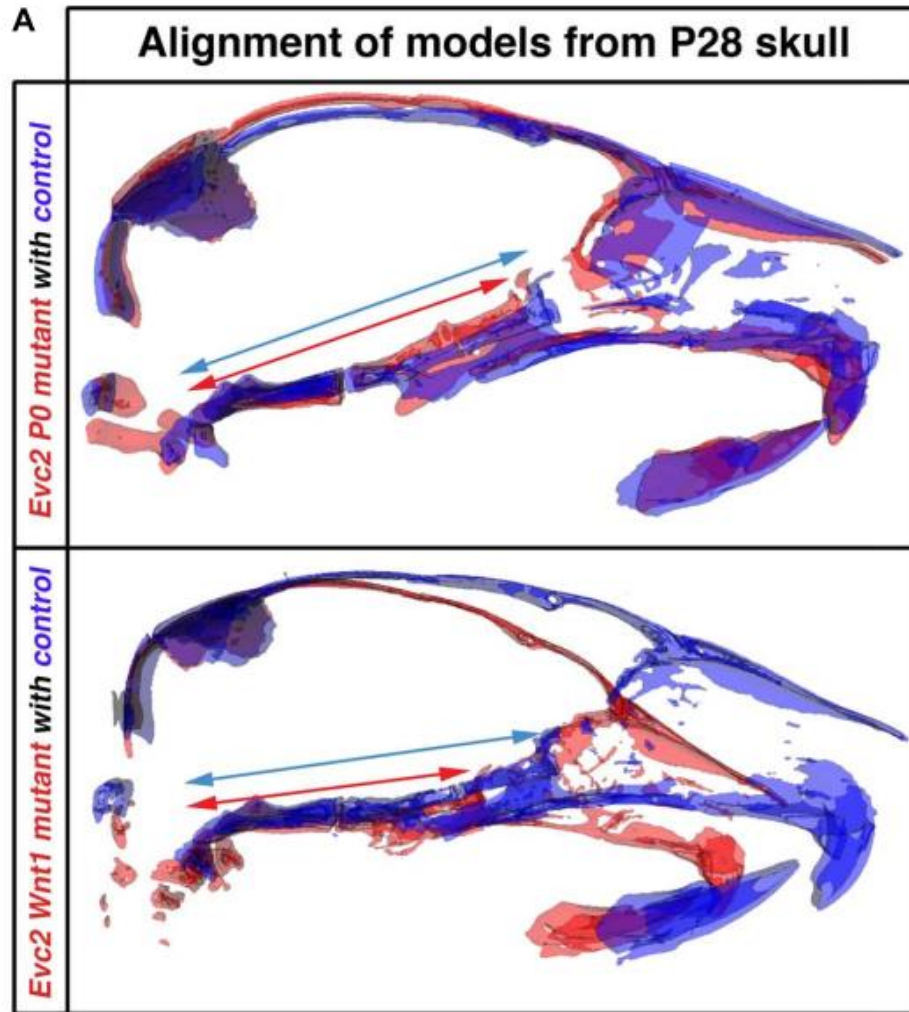 A
Alignment of models from P28 skull
Evc2 P0 mutant with control
Evc2 Wnt1 mutant with control